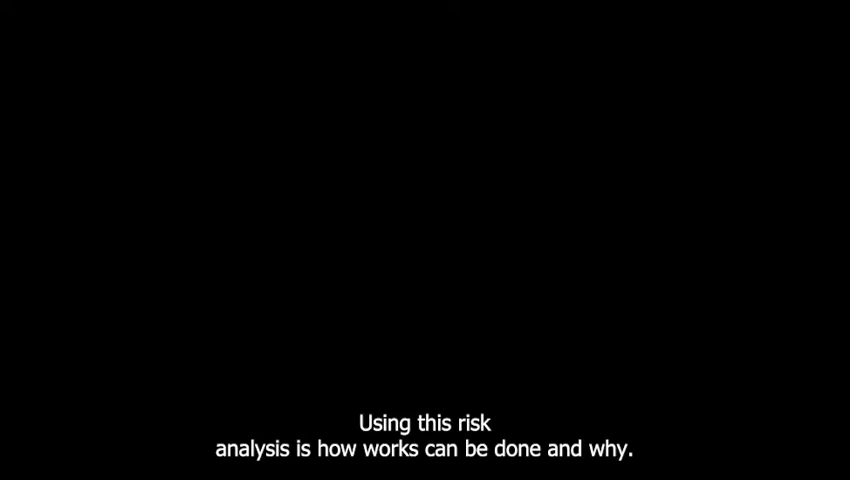 Using this risk
analysis is how works can be done and why.